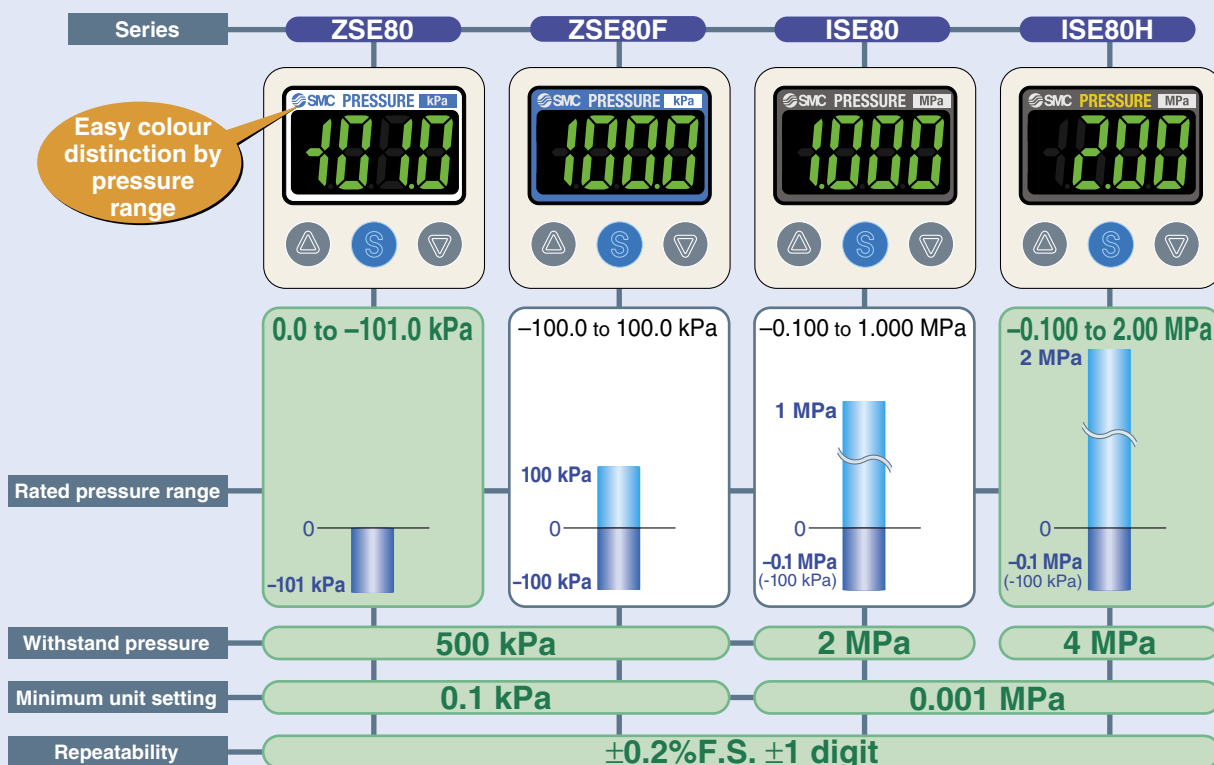 Series
ZSE80
ZSE80F
ISE80
ISE80H
Easy colour
distinction by
pressure
range
SMC PRESSURE kPa
-101.0
SMC PRESSURE kPa
100.0
SMC PRESSURE MPa
1.000
SMC PRESSURE MPa
2.00
S
S
S
S
0.0 to –101.0 kPa
–100.0 to 100.0 kPa
–0.100 to 1.000 MPa
–0.100 to 2.00 MPa
Rated pressure range
0
–101 kPa
100 kPa
0
–100 kPa
1 MPa
0
–0.1 MPa
(-100 kPa)
2 MPa
0
–0.1 MPa
(-100 kPa)
Withstand pressure
500 kPa
2 MPa
4 MPa
Minimum unit setting
0.1 kPa
0.001 MPa
Repeatability
±0.2%F.S. ±1 digit